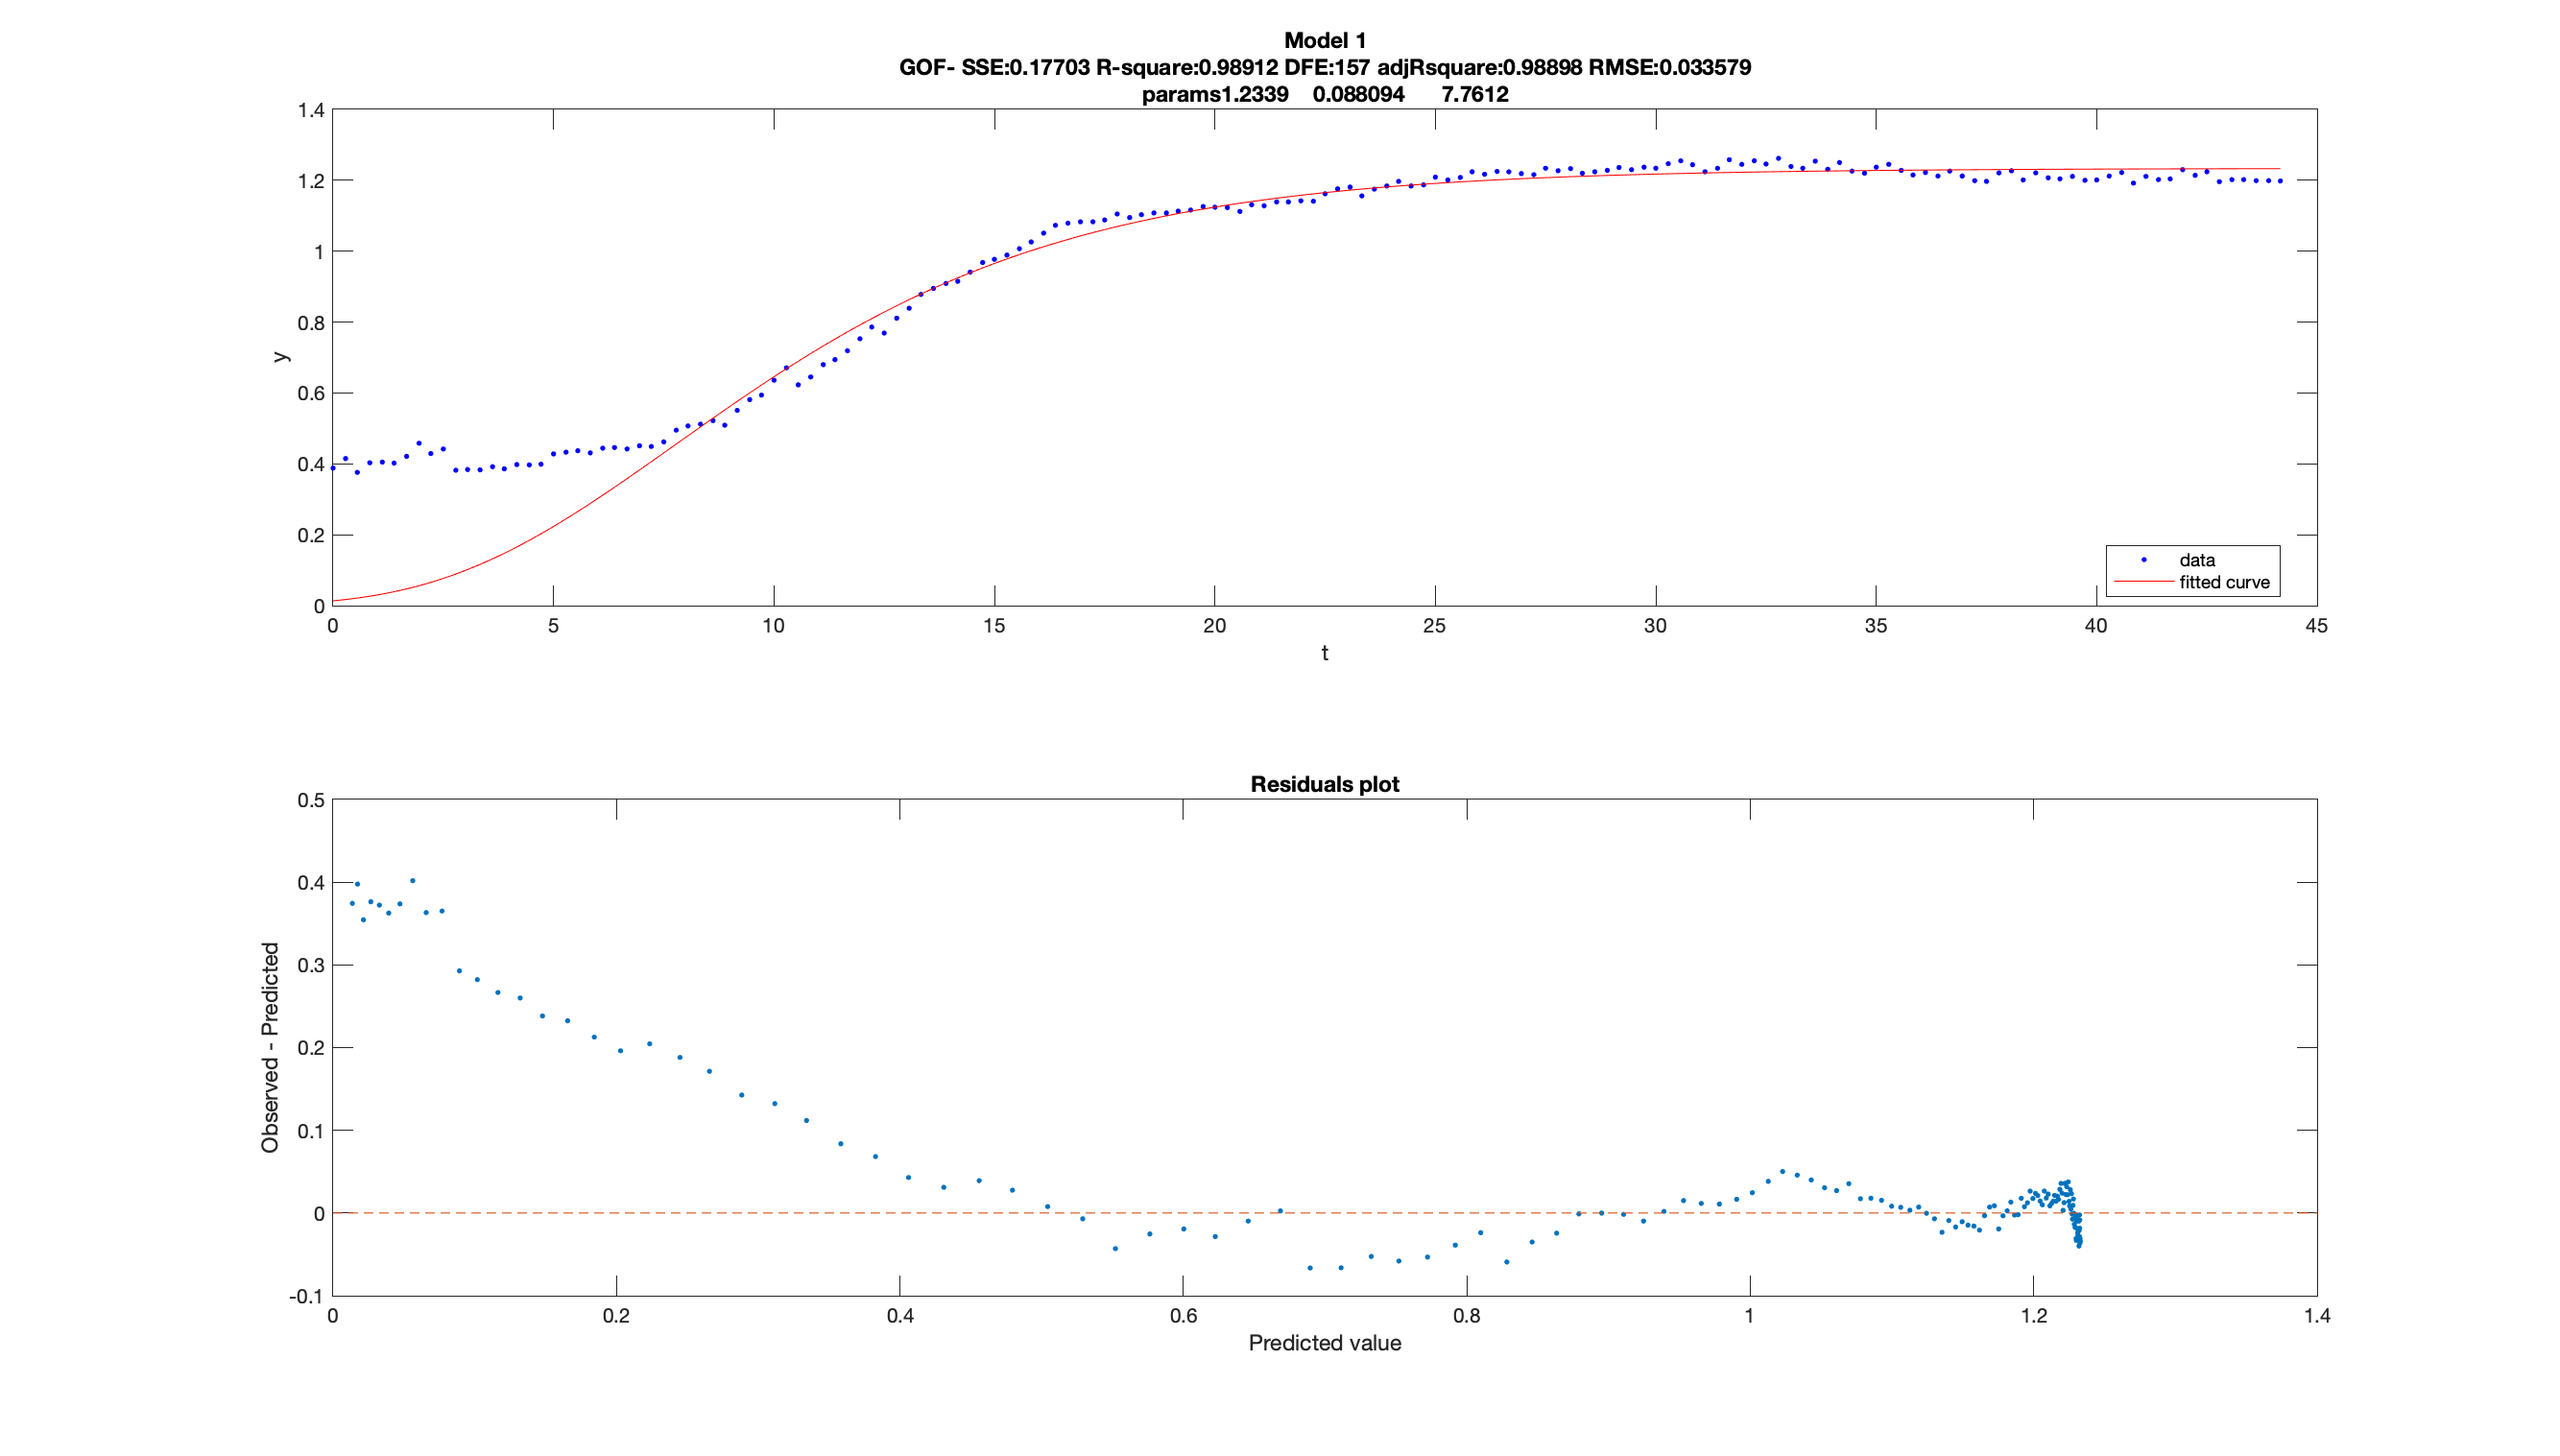 Model 1
GOF- SSE:0.17703 R-square:0.98912 DFE:157 adjRsquare:0.98898 RMSE:0.033579
params1.2339 0.088094 7.7612
1.4
1.2
1
0.8
0.6
0.4
0.2
0
y
0 5 10 15 20 25 30 35 40 45
t
data
fitted curve
Residuals plot
0.5
0.4
0.3
0.2
0.1
0
-0.1
Observed - Predicted
0 0.2 0.4 0.6 0.8 1 1.2 1.4
Predicted value